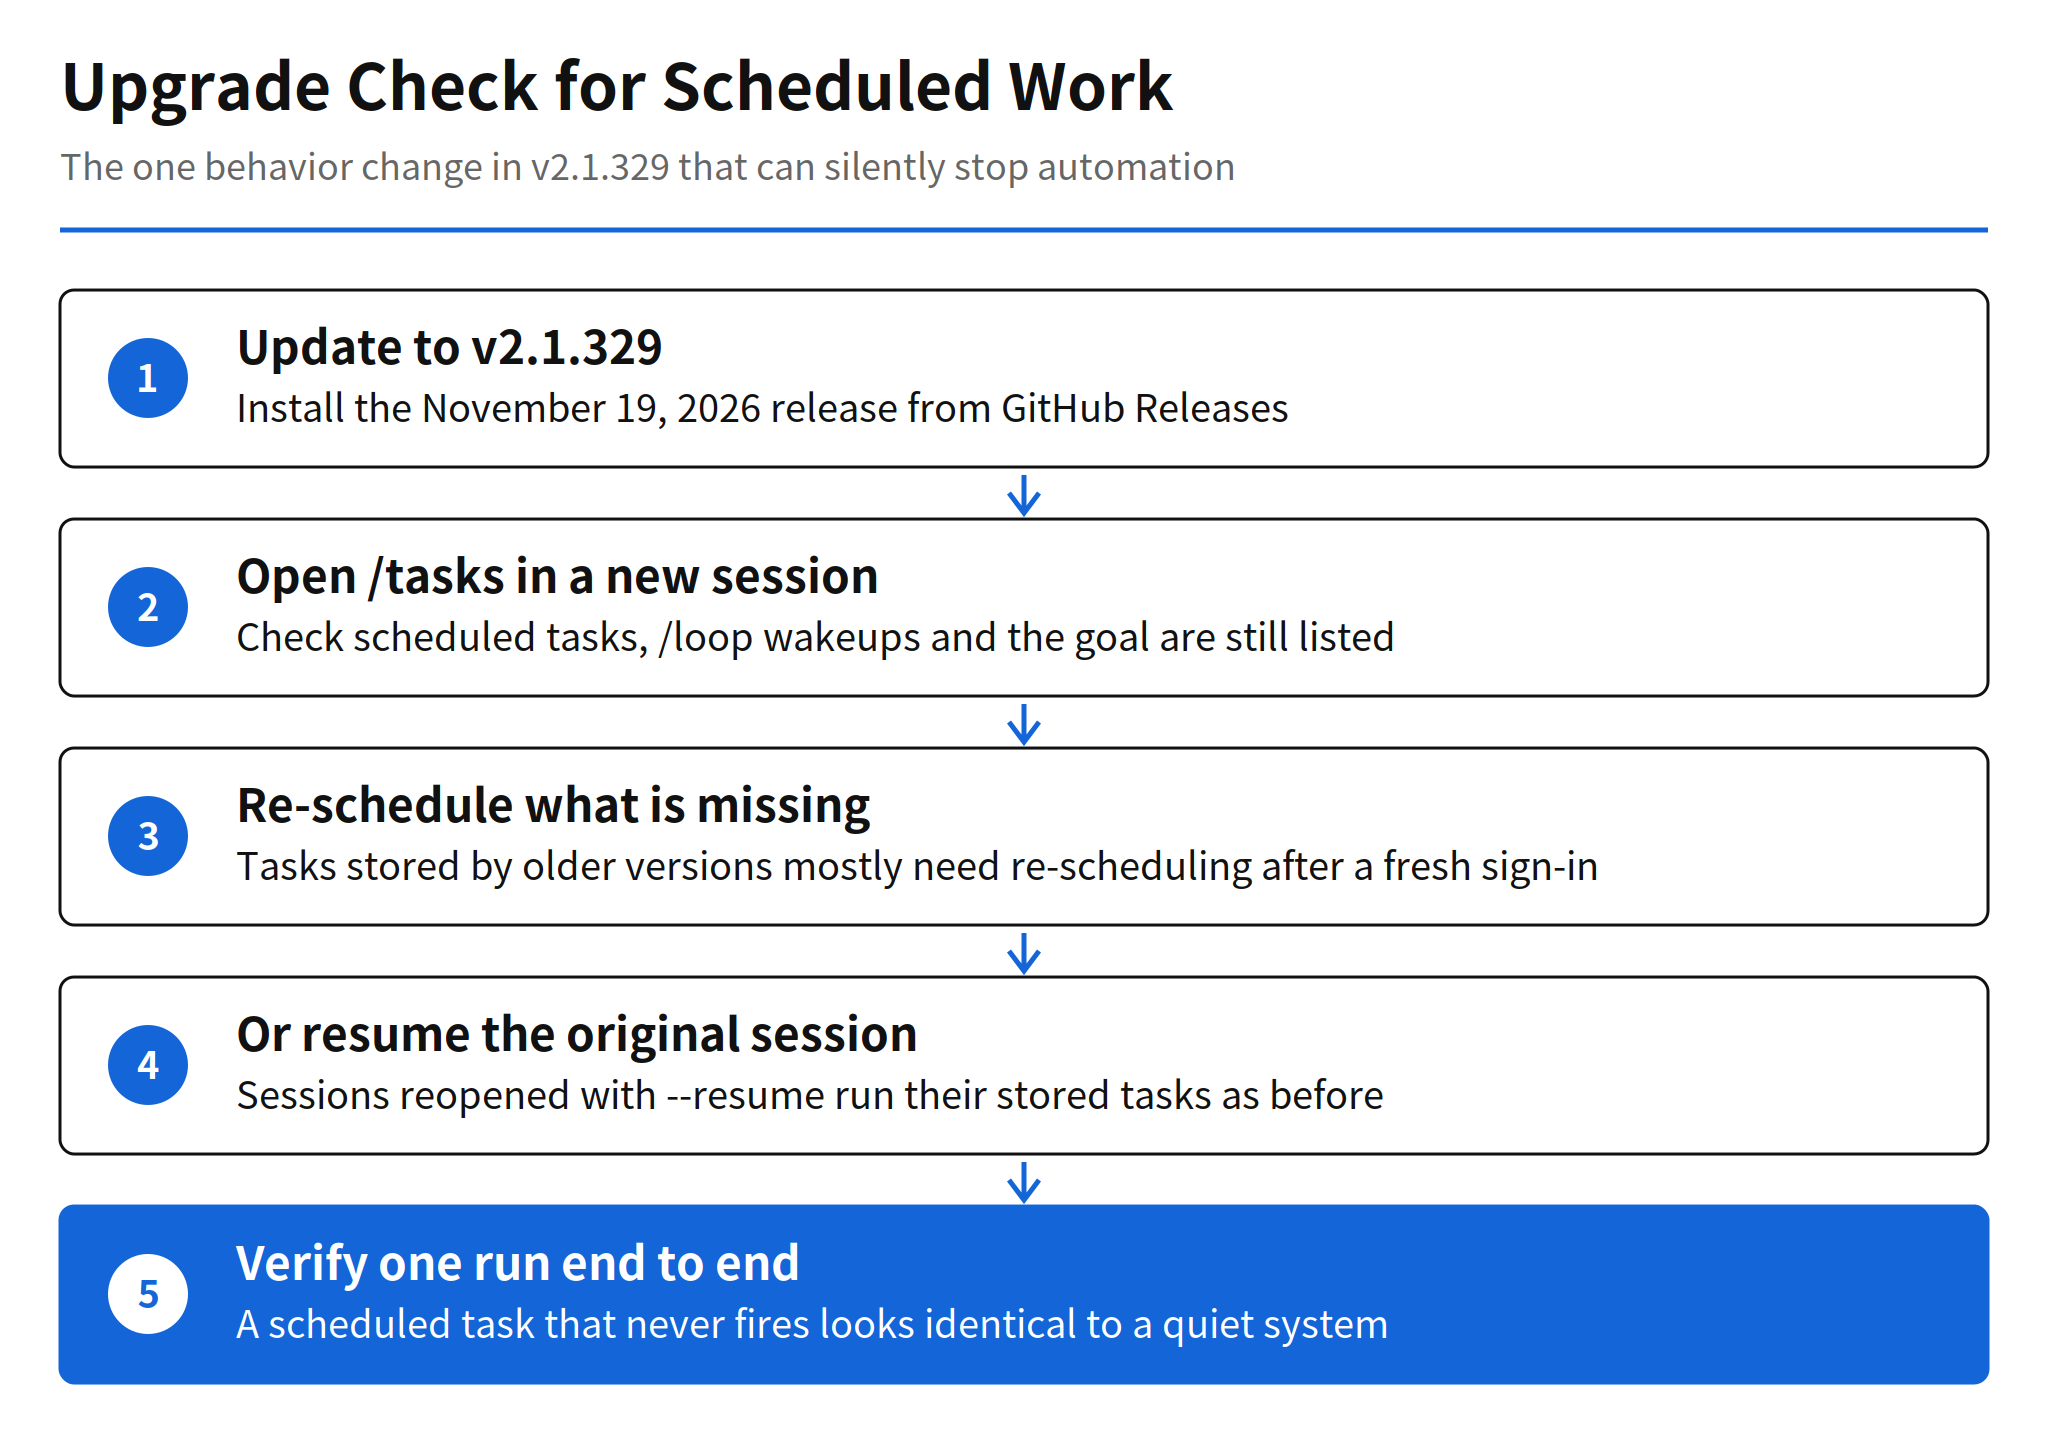 Upgrade Check for Scheduled Work
The one behavior change in v2.1.329 that can silently stop automation
1
Update to v2.1.329
Install the November 19, 2026 release from GitHub Releases
2
Open /tasks in a new session
Check scheduled tasks, /loop wakeups and the goal are still listed
3
Re-schedule what is missing
Tasks stored by older versions mostly need re-scheduling after a fresh sign-in
4
Or resume the original session
Sessions reopened with --resume run their stored tasks as before
5
Verify one run end to end
A scheduled task that never fires looks identical to a quiet system